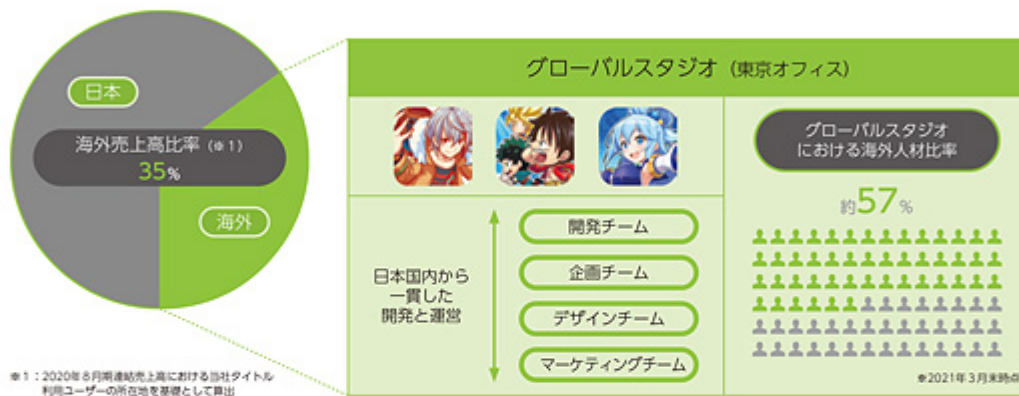 日本
海外売上高比率(※1)
35%
海外
※1:2020年8月期連結売上高における当社タイトル
利用ユーザーの所在地を基礎として算出
グローバルスタジオ(東京オフィス)
日本国内から
一貫した
開発と運営
開発チーム
企画チーム
デザインチーム
マーケティングチーム
グローバルスタジオ
における海外人材比率
約57%
※2021年3月末時点